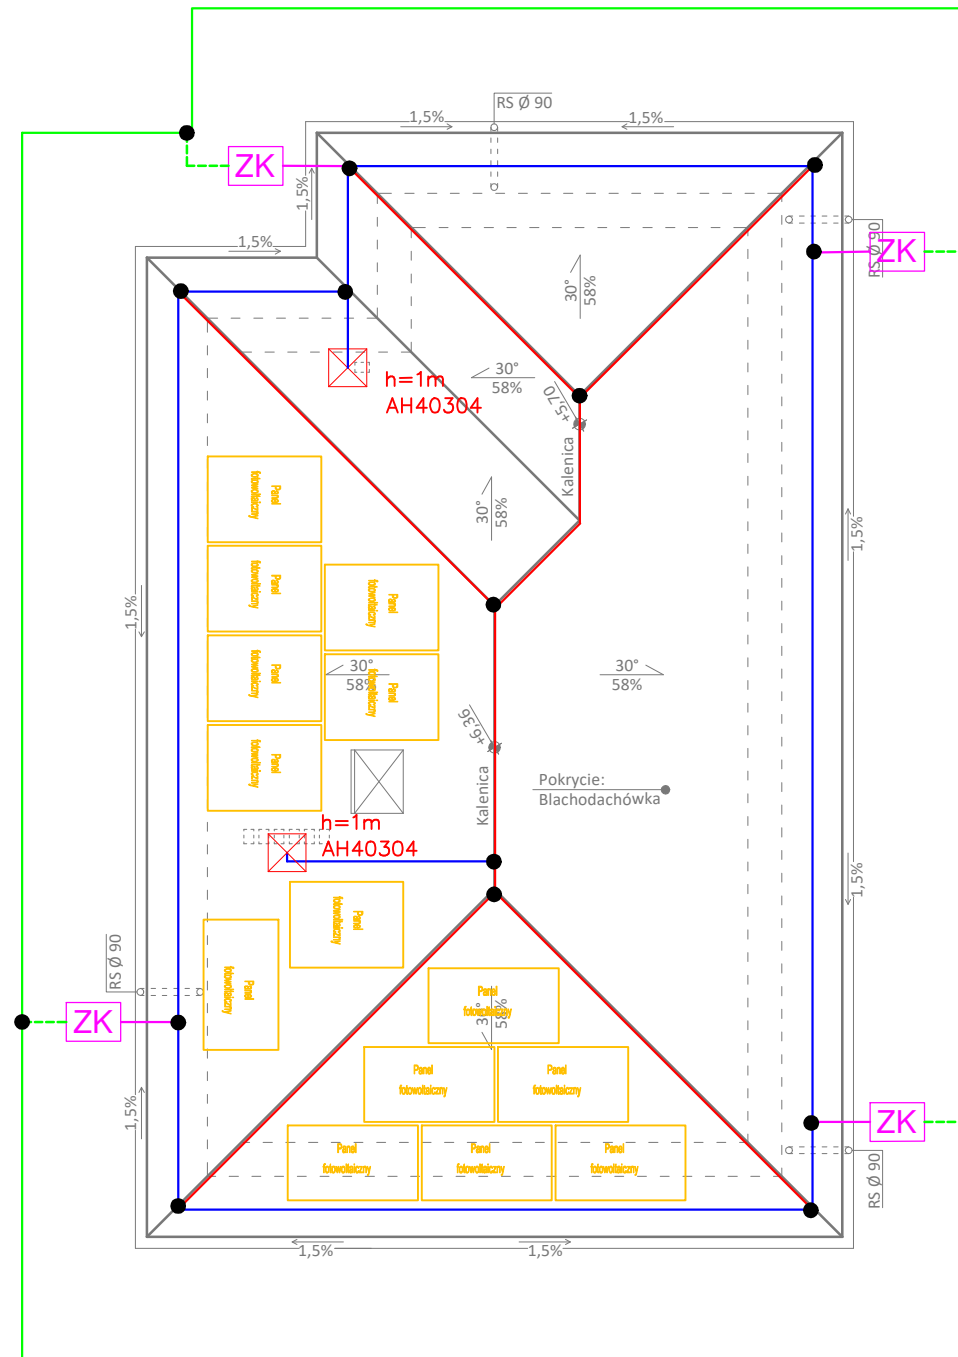 RS Ø 90
1,5%
1,5%
ZK
1,5%
1,5%
RS Ø 90
ZK
30°
58%
30°
58%
h=1m
AH40304
+5,70
Kalenica
30°
58%
Panel
fotowoltaiczny
1,5%
Panel
fotowoltaiczny
Panel
fotowoltaiczny
1,5%
30°
58%
30°
58%
Panel
fotowoltaiczny
Panel
fotowoltaiczny
+6,36
Kalenica
Panel
fotowoltaiczny
Pokrycie:
Blachodachówka
h=1m
AH40304
1,5%
Panel
fotowoltaiczny
RS Ø 90
Panel
fotowoltaiczny
ZK
Panel
fotowoltaiczny
30°
58%
Panel
fotowoltaiczny
Panel
fotowoltaiczny
1,5%
ZK
Panel
fotowoltaiczny
Panel
fotowoltaiczny
Panel
fotowoltaiczny
RS Ø 90
1,5%
1,5%